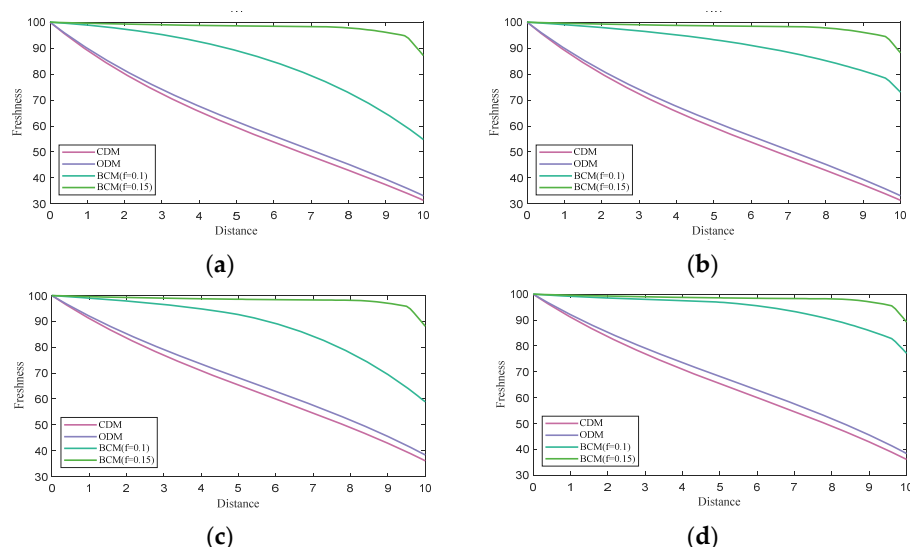 100
90
80
70
60
50
40
30
Freshness
CDM
ODM
BCM(f=0.1)
BCM(f=0.15)
0 1 2 3 4 5 6 7 8 9 10
Distance
(a)
100
90
80
70
60
50
40
30
Freshness
CDM
ODM
BCM(f=0.1)
BCM(f=0.15)
0 1 2 3 4 5 6 7 8 9 10
Distance
(b)
100
90
80
70
60
50
40
30
Freshness
CDM
ODM
BCM(f=0.1)
BCM(f=0.15)
0 1 2 3 4 5 6 7 8 9 10
Distance
(c)
100
90
80
70
60
50
40
30
Freshness
CDM
ODM
BCM(f=0.1)
BCM(f=0.15)
0 1 2 3 4 5 6 7 8 9 10
Distance
(d)